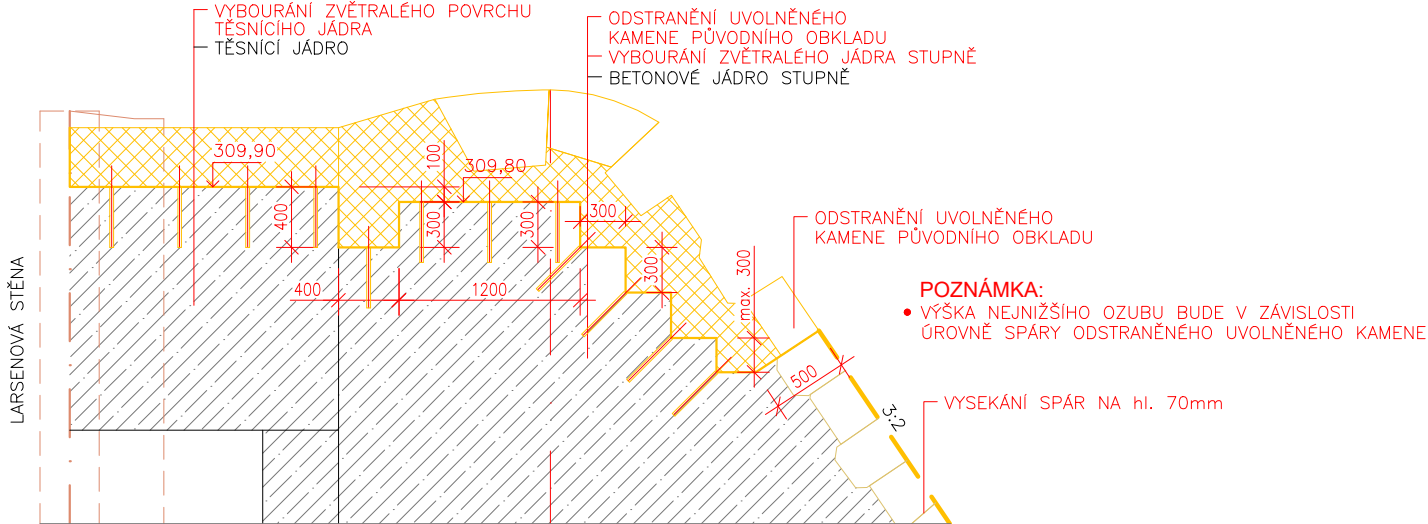 VYBOURÁNÍ ZVĚTRALÉHO POVRCHU
TĚSNÍCÍHO JÁDRA
TĚSNÍCÍ JÁDRO
ODSTRANĚNÍ UVOLNĚNÉHO
KAMENE PŮVODNÍHO OBKLADU
VYBOURÁNÍ ZVĚTRALÉHO JÁDRA STUPNĚ
BETONOVÉ JÁDRO STUPNĚ
309,90
100
309,80
400
300
300
300
300
max. 300
400
1200
500
3:2
LARSENOVÁ STĚNA
ODSTRANĚNÍ UVOLNĚNÉHO
KAMENE PŮVODNÍHO OBKLADU
POZNÁMKA:
• VÝŠKA NEJNIŽŠÍHO OZUBU BUDE V ZÁVISLOSTI
ÚROVNĚ SPÁRY ODSTRANĚNÉHO UVOLNĚNÉHO KAMENE
VYSEKÁNÍ SPÁR NA hl. 70mm